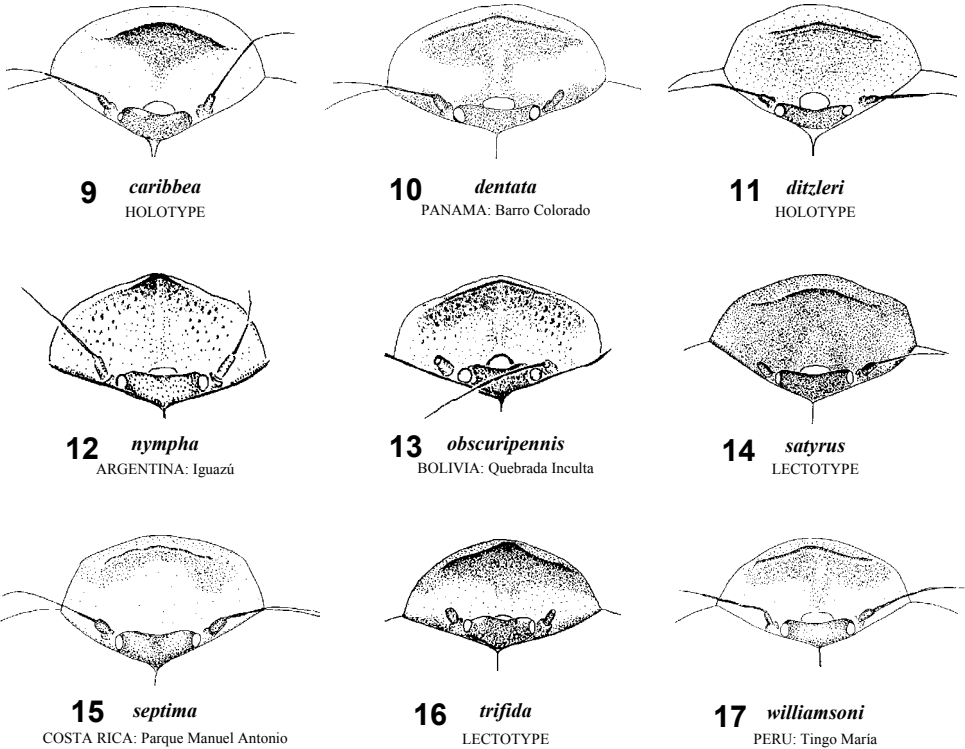 9 caribbea
HOLOTYPE
10 dentata
PANAMA: Barro Colorado
11 ditzleri
HOLOTYPE
12 nympha
ARGENTINA: Iguazú
13 obscuripennis
BOLIVIA: Quebrada Inculta
14 satyrus
LECTOTYPE
15 septima
COSTA RICA: Parque Manuel Antonio
16 trifida
LECTOTYPE
17 williamsoni
PERU: Tingo María